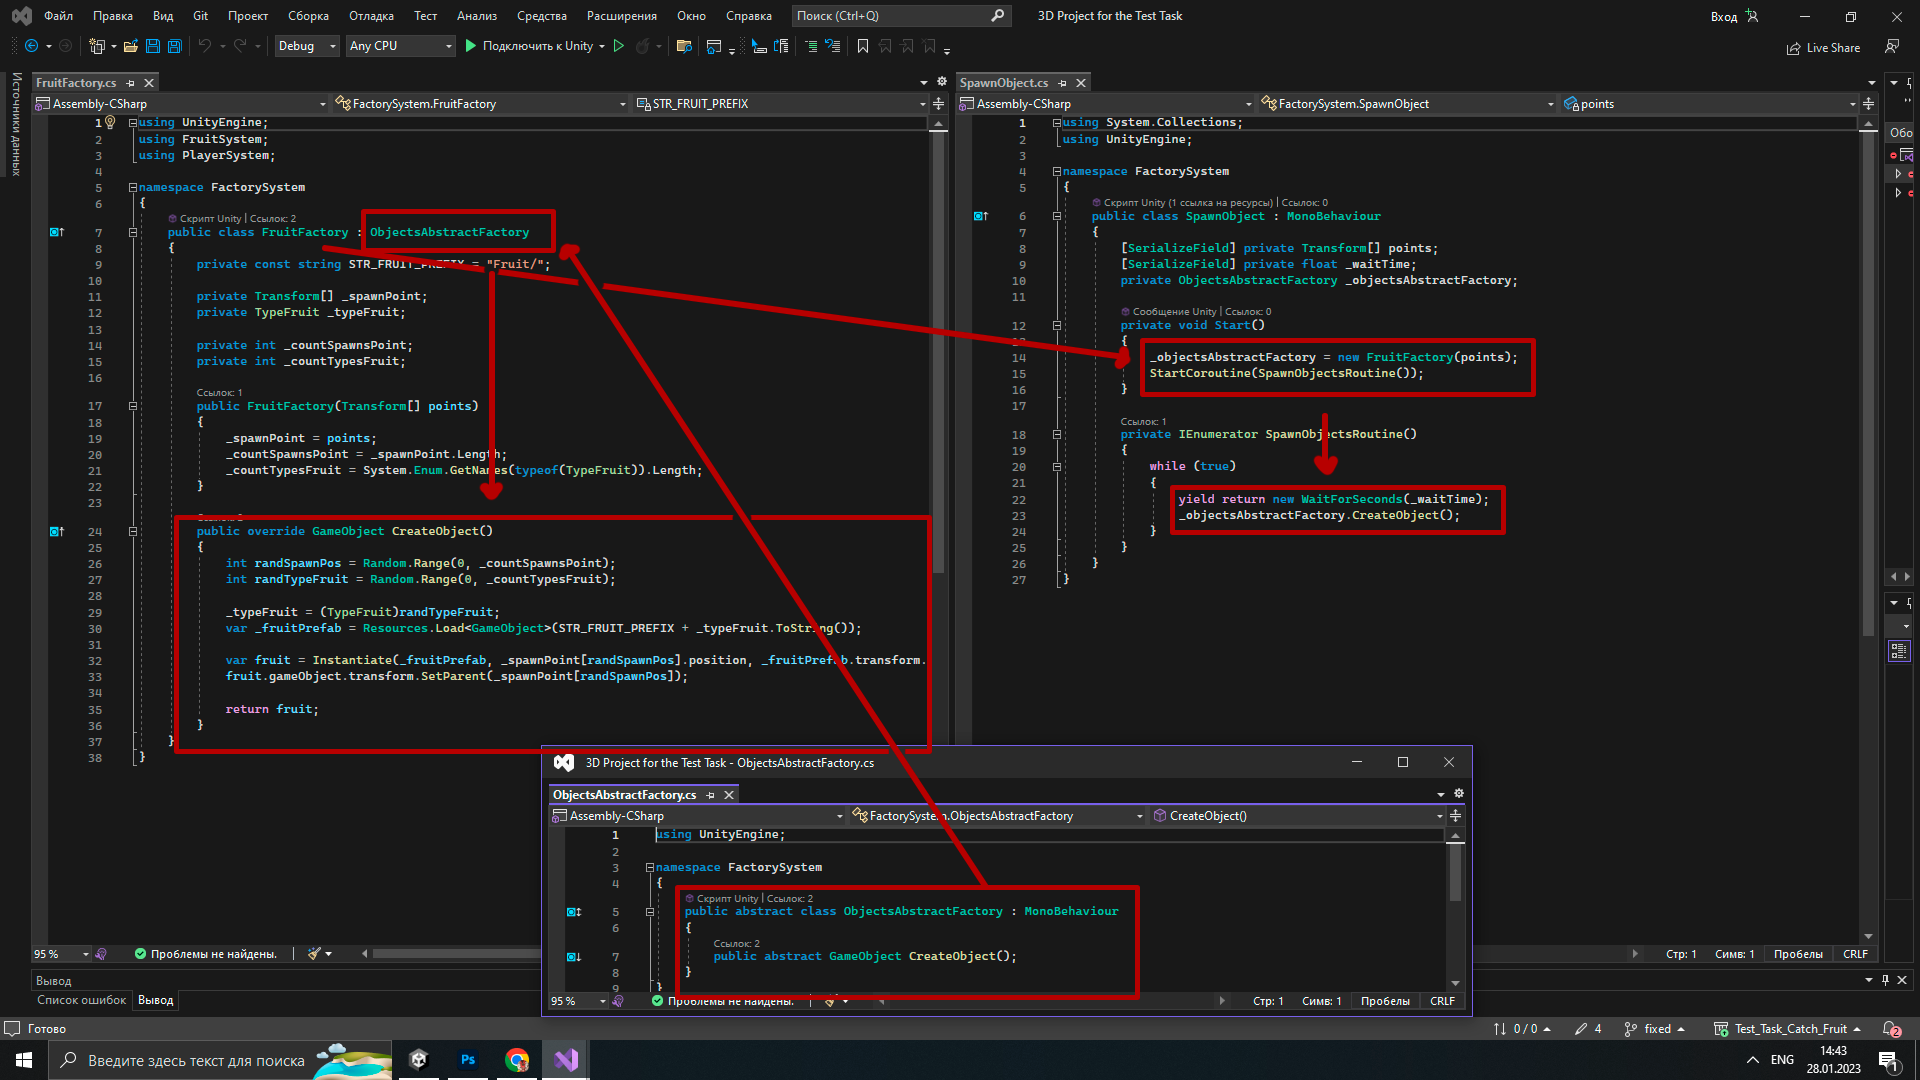 Файл Правка Вид Git Проект Сборка Отладка Тест Анализ Средства Расширения Окно Справка Поиск (Ctrl+Q) 3D Project for the Test Task Вход
Debug Any CPU Подключить к Unity Live Share
Источники данных
FruitFactory.cs
Assembly-CSharp FactorySystem.FruitFactory STR_FRUIT_PREFIX
1 using UnityEngine;
2 using FruitSystem;
3 using PlayerSystem;
4
5 namespace FactorySystem
6 {
Скрипт Unity | Ссылок: 2
7 public class FruitFactory : ObjectsAbstractFactory
8 {
9 private const string STR_FRUIT_PREFIX = "Fruit/";
10
11 private Transform[] _spawnPoint;
12 private TypeFruit _typeFruit;
13
14 private int _countSpawnsPoint;
15 private int _countTypesFruit;
16
Ссылок: 1
17 public FruitFactory(Transform[] points)
18 {
19 _spawnPoint = points;
20 _countSpawnsPoint = _spawnPoint.Length;
21 _countTypesFruit = System.Enum.GetNames(typeof(TypeFruit)).Length;
22 }
23
24 public override GameObject CreateObject()
25 {
26 int randSpawnPos = Random.Range(0, _countSpawnsPoint);
27 int randTypeFruit = Random.Range(0, _countTypesFruit);
28
29 _typeFruit = (TypeFruit)randTypeFruit;
30 var _fruitPrefab = Resources.Load<GameObject>(STR_FRUIT_PREFIX + _typeFruit.ToString());
31
32 var fruit = Instantiate(_fruitPrefab, _spawnPoint[randSpawnPos].position, _fruitPrefab.transform.
33 fruit.gameObject.transform.SetParent(_spawnPoint[randSpawnPos]);
34
35 return fruit;
36 }
37 }
38 }
95 % Проблемы не найдены.
SpawnObject.cs
Assembly-CSharp FactorySystem.SpawnObject points
1 using System.Collections;
2 using UnityEngine;
3
4 namespace FactorySystem
5 {
Скрипт Unity (1 ссылка на ресурсы) | Ссылок: 0
6 public class SpawnObject : MonoBehaviour
7 {
8 [SerializeField] private Transform[] points;
9 [SerializeField] private float _waitTime;
10 private ObjectsAbstractFactory _objectsAbstractFactory;
11
Сообщение Unity | Ссылок: 0
12 private void Start()
13 {
14 _objectsAbstractFactory = new FruitFactory(points);
15 StartCoroutine(SpawnObjectsRoutine());
16 }
17
Ссылок: 1
18 private IEnumerator SpawnObjectsRoutine()
19 {
20 while (true)
21 {
22 yield return new WaitForSeconds(_waitTime);
23 _objectsAbstractFactory.CreateObject();
24 }
25 }
26 }
27 }
Обо
Стр: 1 Симв: 1 Пробелы CRLF
3D Project for the Test Task - ObjectsAbstractFactory.cs
ObjectsAbstractFactory.cs
Assembly-CSharp FactorySystem.ObjectsAbstractFactory CreateObject()
1 using UnityEngine;
2
3 namespace FactorySystem
4 {
Скрипт Unity | Ссылок: 2
5 public abstract class ObjectsAbstractFactory : MonoBehaviour
6 {
Ссылок: 2
7 public abstract GameObject CreateObject();
8 }
9 }
95 % Проблемы не найдены. Стр: 1 Симв: 1 Пробелы CRLF
Вывод
Список ошибок Вывод
Готово 0 / 0 4 fixed Test_Task_Catch_Fruit 2
Введите здесь текст для поиска Ps ENG 14:43
28.01.2023 1